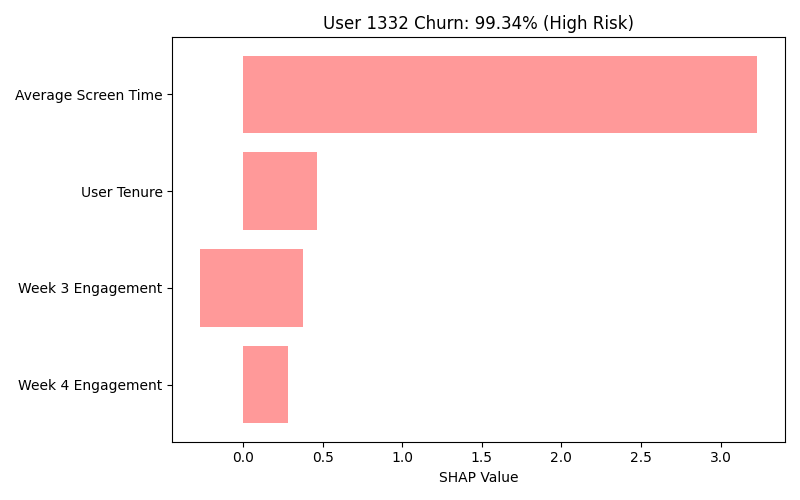 User 1332 Churn: 99.34% (High Risk)
Average Screen Time
User Tenure
Week 3 Engagement
Week 4 Engagement
0.0 0.5 1.0 1.5 2.0 2.5 3.0
SHAP Value